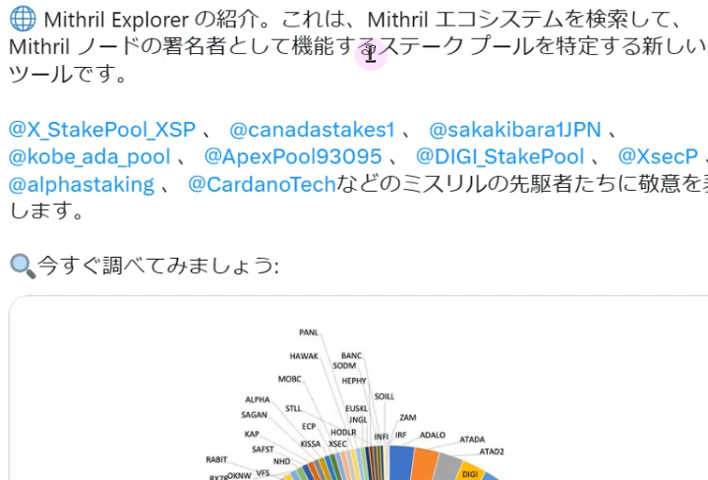 Mithril Explorer の紹介。これは、Mithril エコシステムを検索して、
Mithril ノードの署名者として機能するステーク プールを特定する新しい
ツールです。
@X_StakePool_XSP 、 @canadastakes1 、 @sakakibara1JPN 、
@kobe_ada_pool 、 @ApexPool93095 、 @DIGI_StakePool 、 @XsecP 、
@alphastaking 、 @CardanoTechなどのミスリルの先駆者たちに敬意を表
します。
今すぐ調べてみましょう:
PANL
HAWAK BANC
SODM
MOBC HEPHY
ALPHA SOILL
SAGAN STLL EUSKL
JNGL ZAM
KAP ECP HODLR INFI IRF ADALO ATADA
SAFST KISSA XSEC ATAD2
RABIT NHD
OKNW VFS DIGI